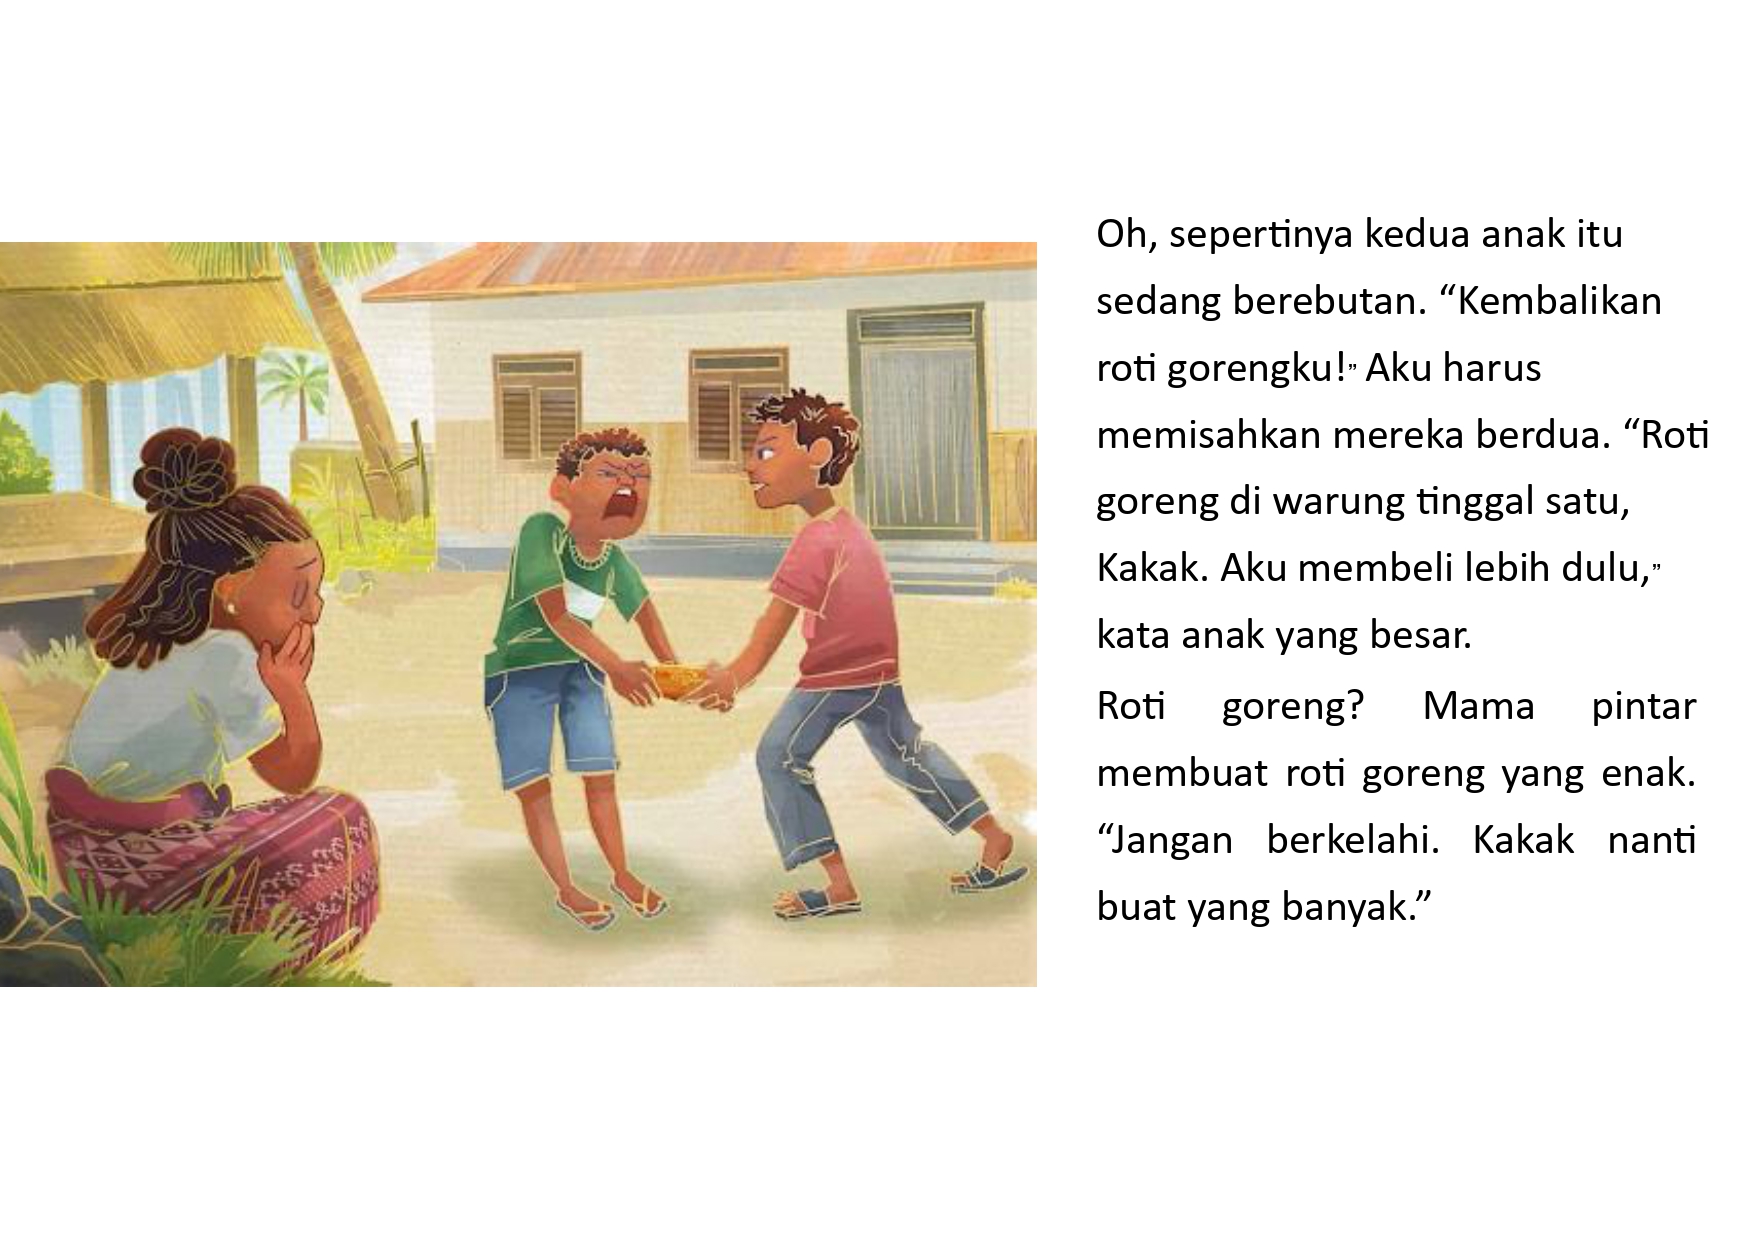 Oh, sepertinya kedua anak itu
sedang berebutan. “Kembalikan
roti gorengku!” Aku harus
memisahkan mereka berdua. “Roti
goreng di warung tinggal satu,
Kakak. Aku membeli lebih dulu,”
kata anak yang besar.
Roti goreng? Mama pintar
membuat roti goreng yang enak.
“Jangan berkelahi. Kakak nanti
buat yang banyak.”